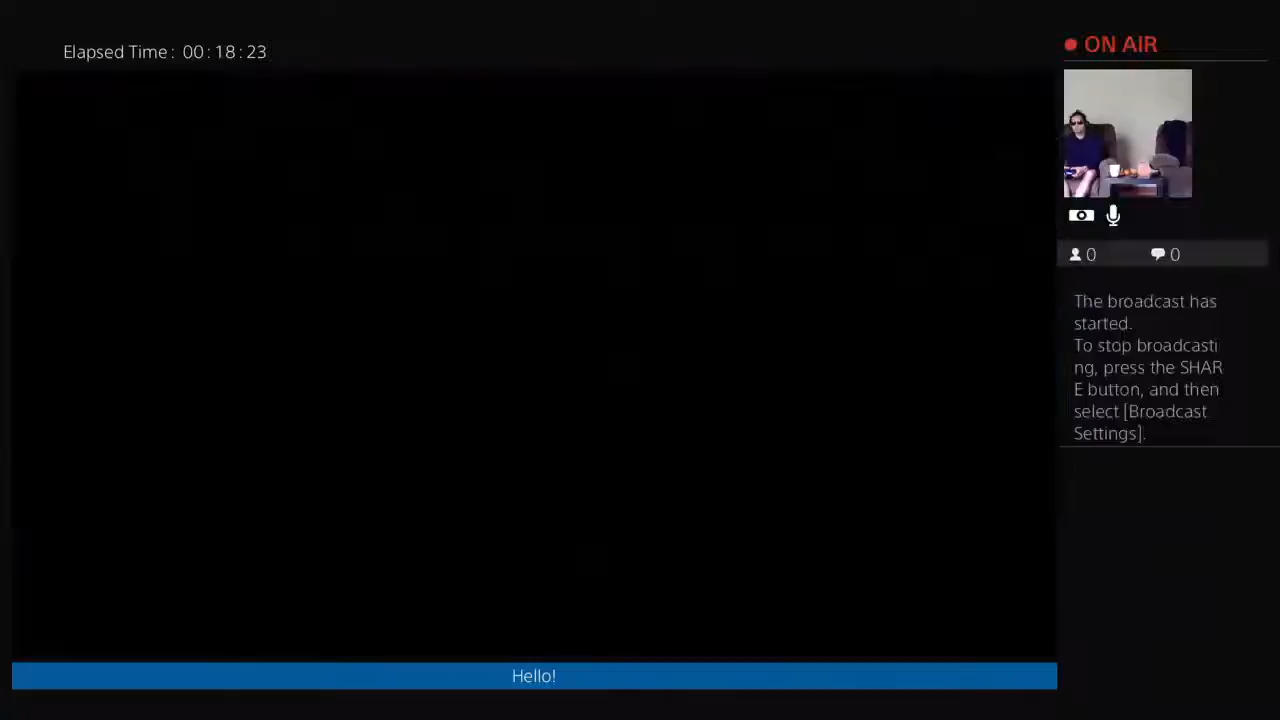 Elapsed Time: 00:18:23
ON AIR
0 0
The broadcast has
started.
To stop broadcasti
ng, press the SHAR
E button, and then
select [Broadcast
Settings].
Hello!